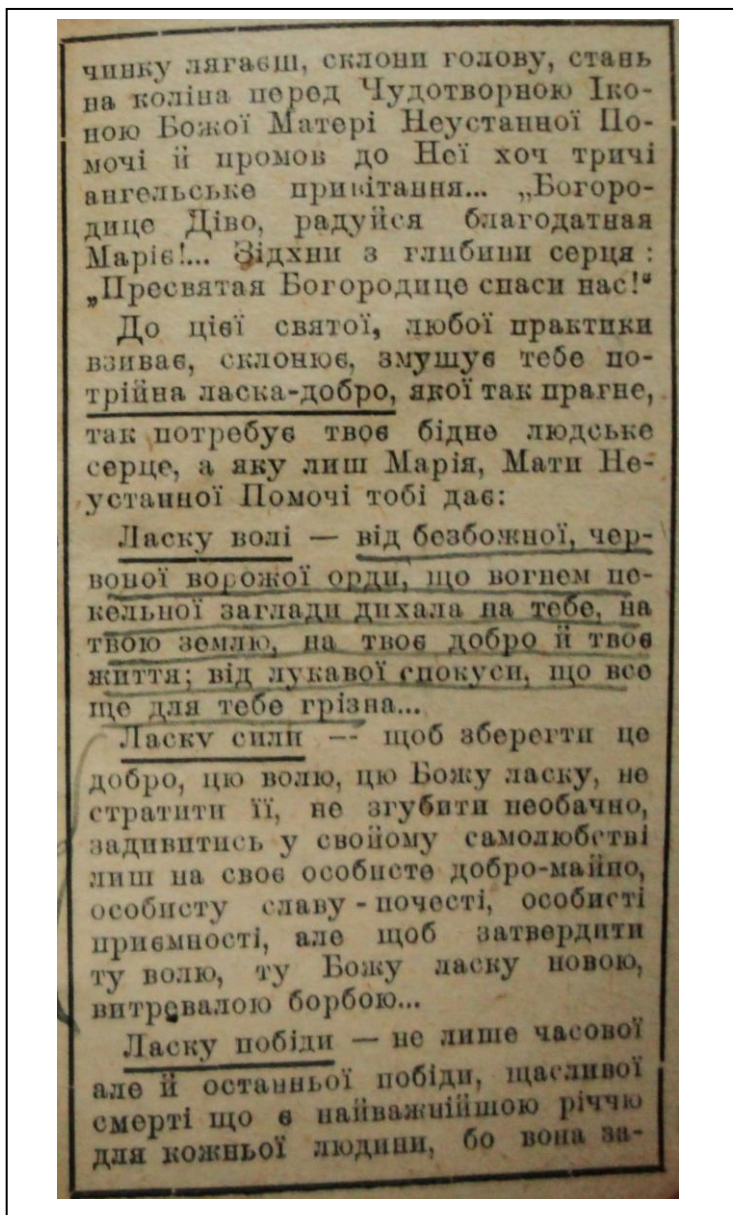 чинку лягаєш, склони голову, стань
на коліна перед Чудотворною Іко-
ною Божої Матері Неустанної По-
мочі й промов до Неї хоч тричі
ангельське привітання... „Богоро-
дице Діво, радуйся благодатная
Маріє!... Зідхни з глибини серця :
„Пресвятая Богородице спаси нас!“
До цієї святої, любої практики
взиває, склонює, змушує тебе по-
трійна ласка-добро, якої так прагне,
так потребує твоє бідне людське
серце, а яку лиш Марія, Мати Не-
устанної Помочі тобі дає:
Ласку волі — від безбожної, чер-
воної ворожої орди, що вогнем пе-
кельної заглади дихала на тебе, на
твою землю, на твоє добро й твоє
життя; від лукавої спокуси, що все
ще для тебе грізна...
Ласку сили — щоб зберегти це
добро, цю волю, цю Божу ласку, не
стратити її, не згубити необачно,
задивитись у свойому самолюбстві
лиш на своє особисте добро-майно,
особисту славу - почесті, особисті
приємності, але щоб затвердити
ту волю, ту Божу ласку новою,
витревалою борбою...
Ласку побіди — не лише часової
але й останньої побіди, щасливої
смерті що є найважнійшою річчю
для кожньої людини, бо вона за-